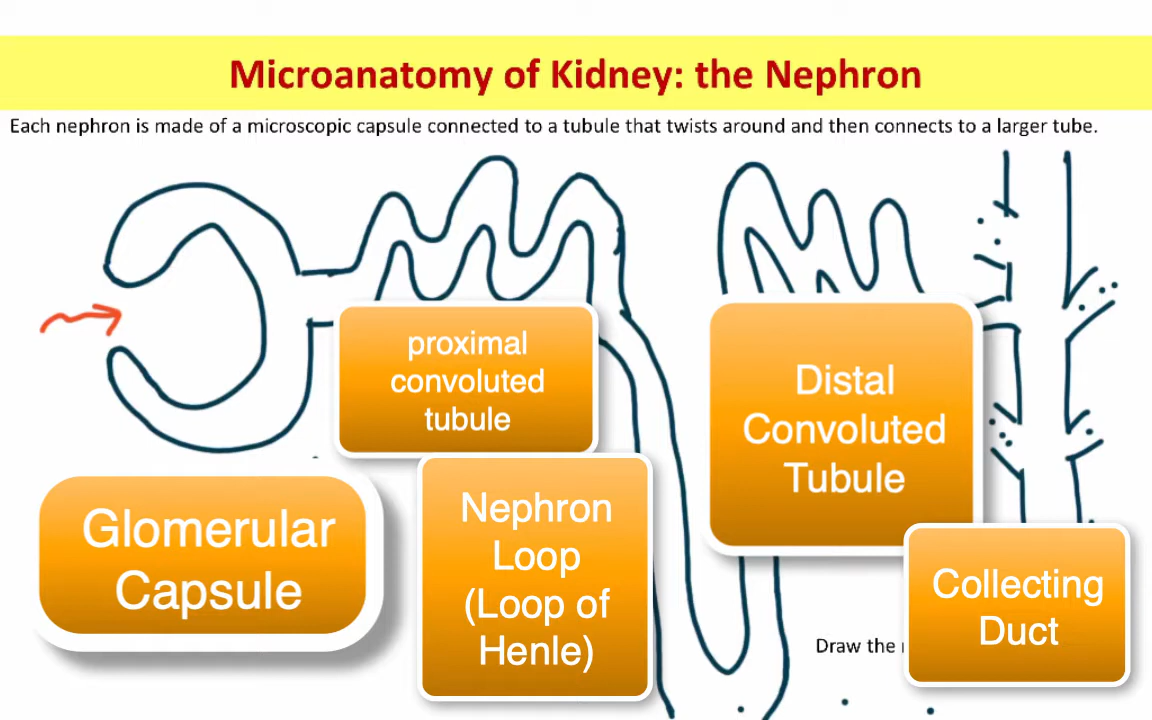 Microanatomy of Kidney: the Nephron
Each nephron is made of a microscopic capsule connected to a tubule that twists around and then connects to a larger tube.
proximal
convoluted
tubule
Distal
Convoluted
Tubule
Glomerular
Capsule
Nephron
Loop
(Loop of
Henle)
Collecting
Duct
Draw the